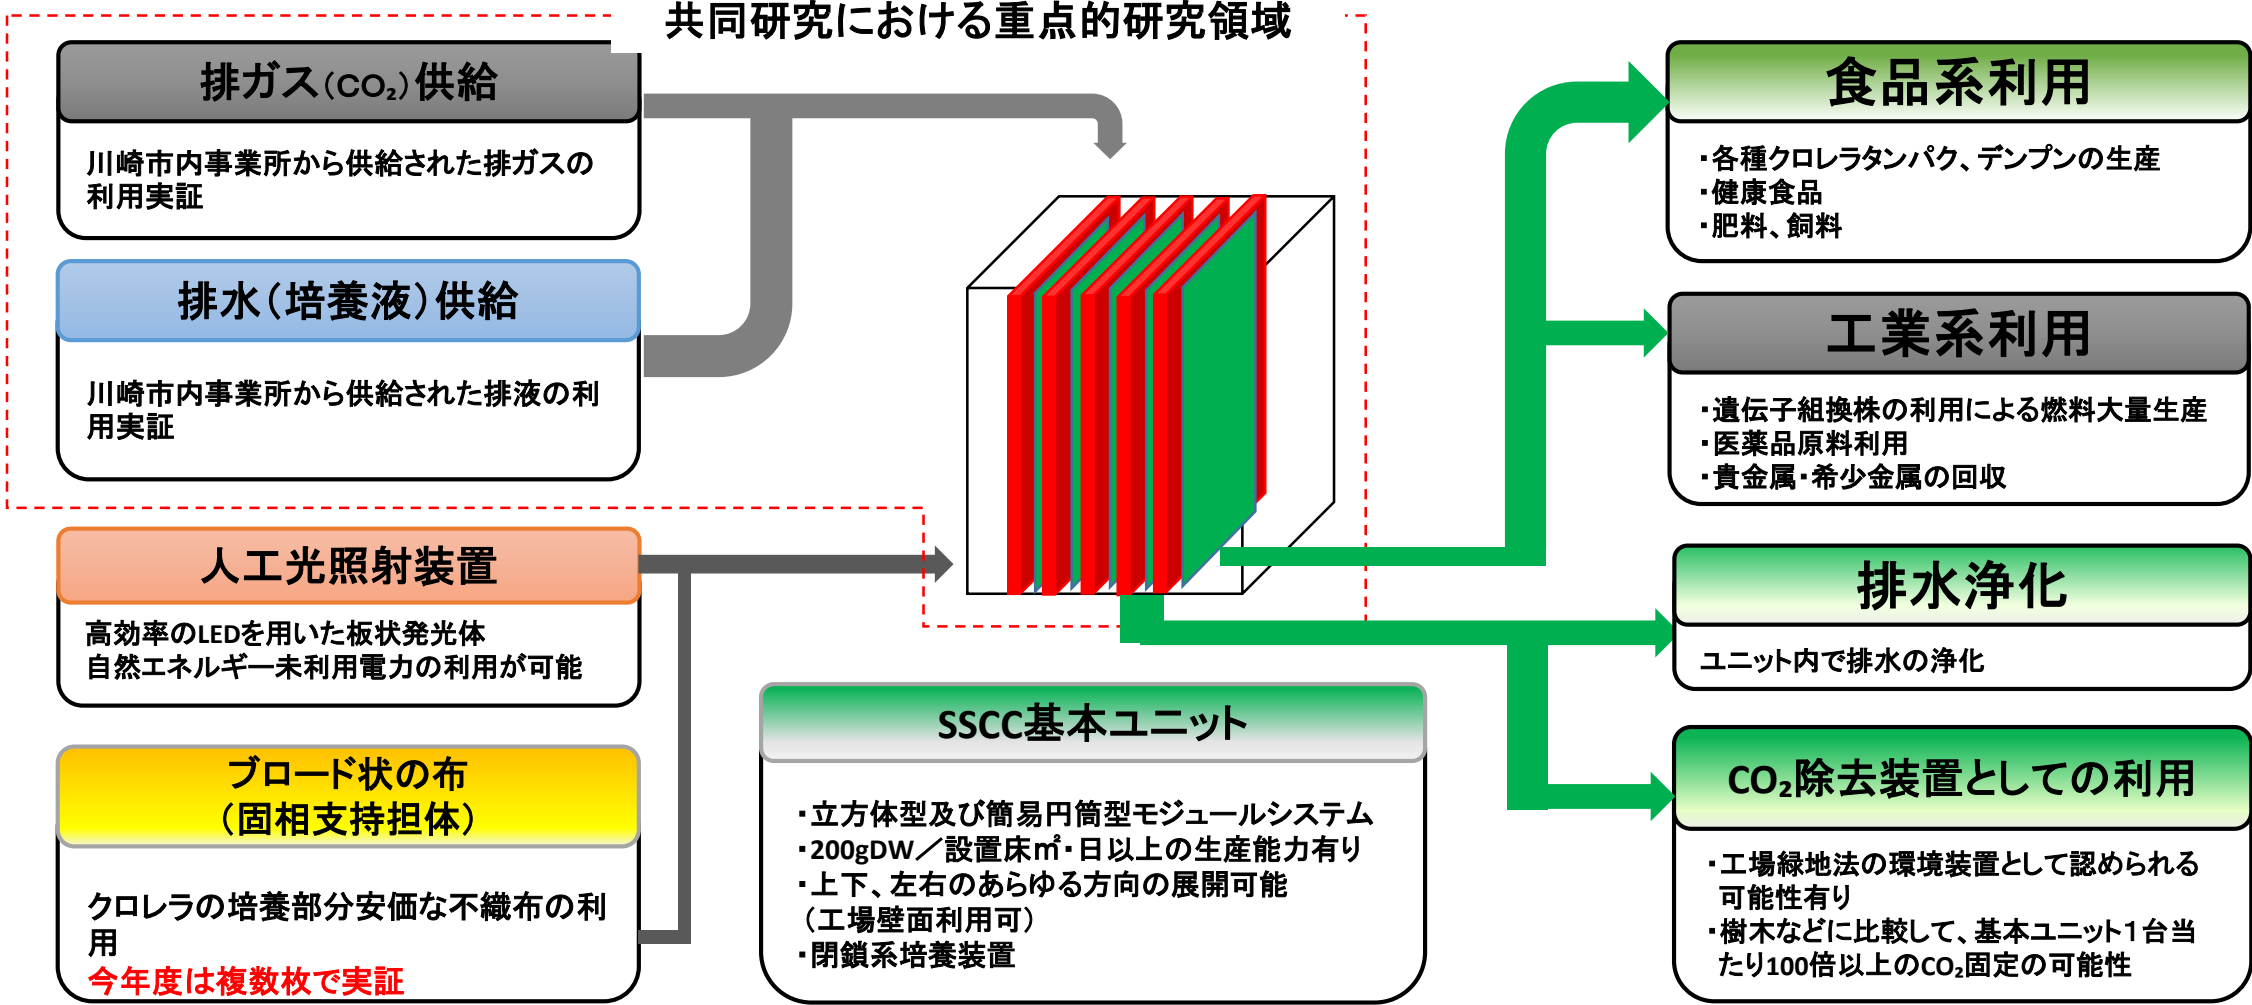 共同研究における重点的研究領域
排ガス（CO₂）供給
川崎市内事業所から供給された排ガスの
利用実証
排水（培養液）供給
川崎市内事業所から供給された排液の利
用実証
人工光照射装置
高効率のLEDを用いた板状発光体
自然エネルギー未利用電力の利用が可能
ブロード状の布
（固相支持担体）
クロレラの培養部分安価な不織布の利
用
今年度は複数枚で実証
SSCC基本ユニット
・立方体型及び簡易円筒型モジュールシステム
・200gDW／設置床㎡・日以上の生産能力有り
・上下、左右のあらゆる方向の展開可能
（工場壁面利用可）
・閉鎖系培養装置
食品系利用
・各種クロレラタンパク、デンプンの生産
・健康食品
・肥料、飼料
工業系利用
・遺伝子組換株の利用による燃料大量生産
・医薬品原料利用
・貴金属・希少金属の回収
排水浄化
ユニット内で排水の浄化
CO₂除去装置としての利用
・工場緑地法の環境装置として認められる
可能性有り
・樹木などに比較して、基本ユニット１台当
たり100倍以上のCO₂固定の可能性